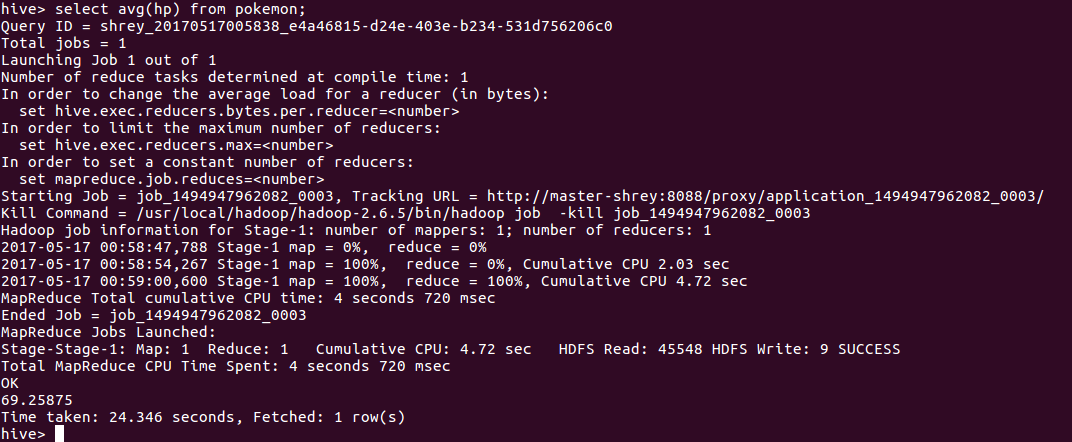 hive> select avg(hp) from pokemon;
Query ID = shrey_20170517005838_e4a46815-d24e-403e-b234-531d756206c0
Total jobs = 1
Launching Job 1 out of 1
Number of reduce tasks determined at compile time: 1
In order to change the average load for a reducer (in bytes):
  set hive.exec.reducers.bytes.per.reducer=<number>
In order to limit the maximum number of reducers:
  set hive.exec.reducers.max=<number>
In order to set a constant number of reducers:
  set mapreduce.job.reduces=<number>
Starting Job = job_1494947962082_0003, Tracking URL = http://master-shrey:8088/proxy/application_1494947962082_0003/
Kill Command = /usr/local/hadoop/hadoop-2.6.5/bin/hadoop job  -kill job_1494947962082_0003
Hadoop job information for Stage-1: number of mappers: 1; number of reducers: 1
2017-05-17 00:58:47,788 Stage-1 map = 0%,  reduce = 0%
2017-05-17 00:58:54,267 Stage-1 map = 100%,  reduce = 0%, Cumulative CPU 2.03 sec
2017-05-17 00:59:00,600 Stage-1 map = 100%,  reduce = 100%, Cumulative CPU 4.72 sec
MapReduce Total cumulative CPU time: 4 seconds 720 msec
Ended Job = job_1494947962082_0003
MapReduce Jobs Launched:
Stage-Stage-1: Map: 1  Reduce: 1   Cumulative CPU: 4.72 sec   HDFS Read: 45548 HDFS Write: 9 SUCCESS
Total MapReduce CPU Time Spent: 4 seconds 720 msec
OK
69.25875
Time taken: 24.346 seconds, Fetched: 1 row(s)
hive>